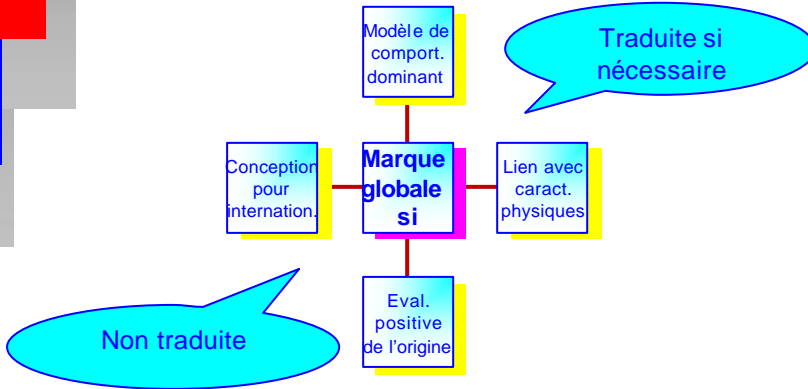 Modèle de
comport.
dominant
Traduite si
nécessaire
Conception
pour
internation.
Marque
globale
si
Lien avec
caract.
physiques
Eval.
positive
de l'origine
Non traduite